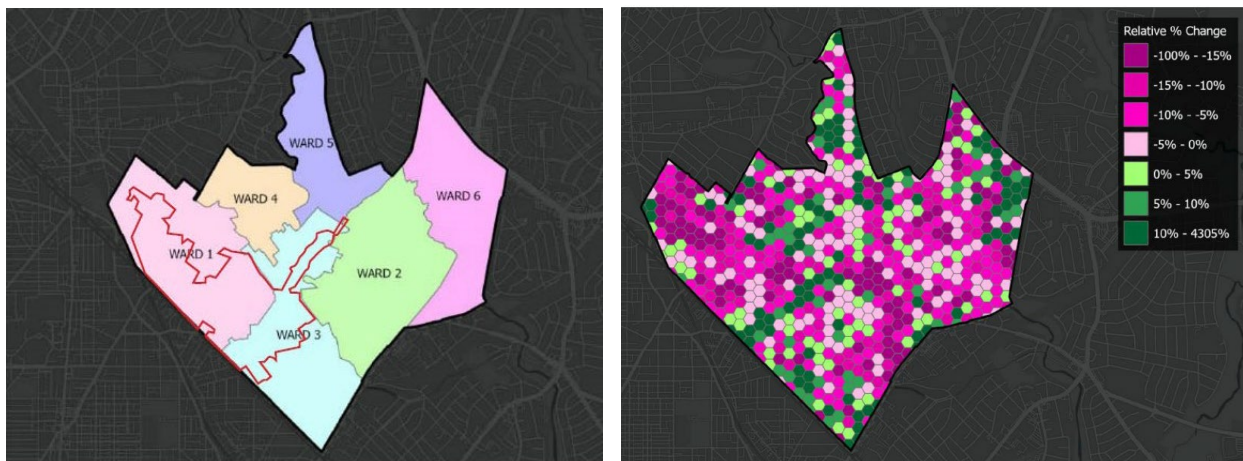 WARD 5
WARD 4
WARD 6
WARD 1
WARD 2
WARD 3
Relative % Change
-100% - -15%
-15% - -10%
-10% - -5%
-5% - 0%
0% - 5%
5% - 10%
10% - 4305%